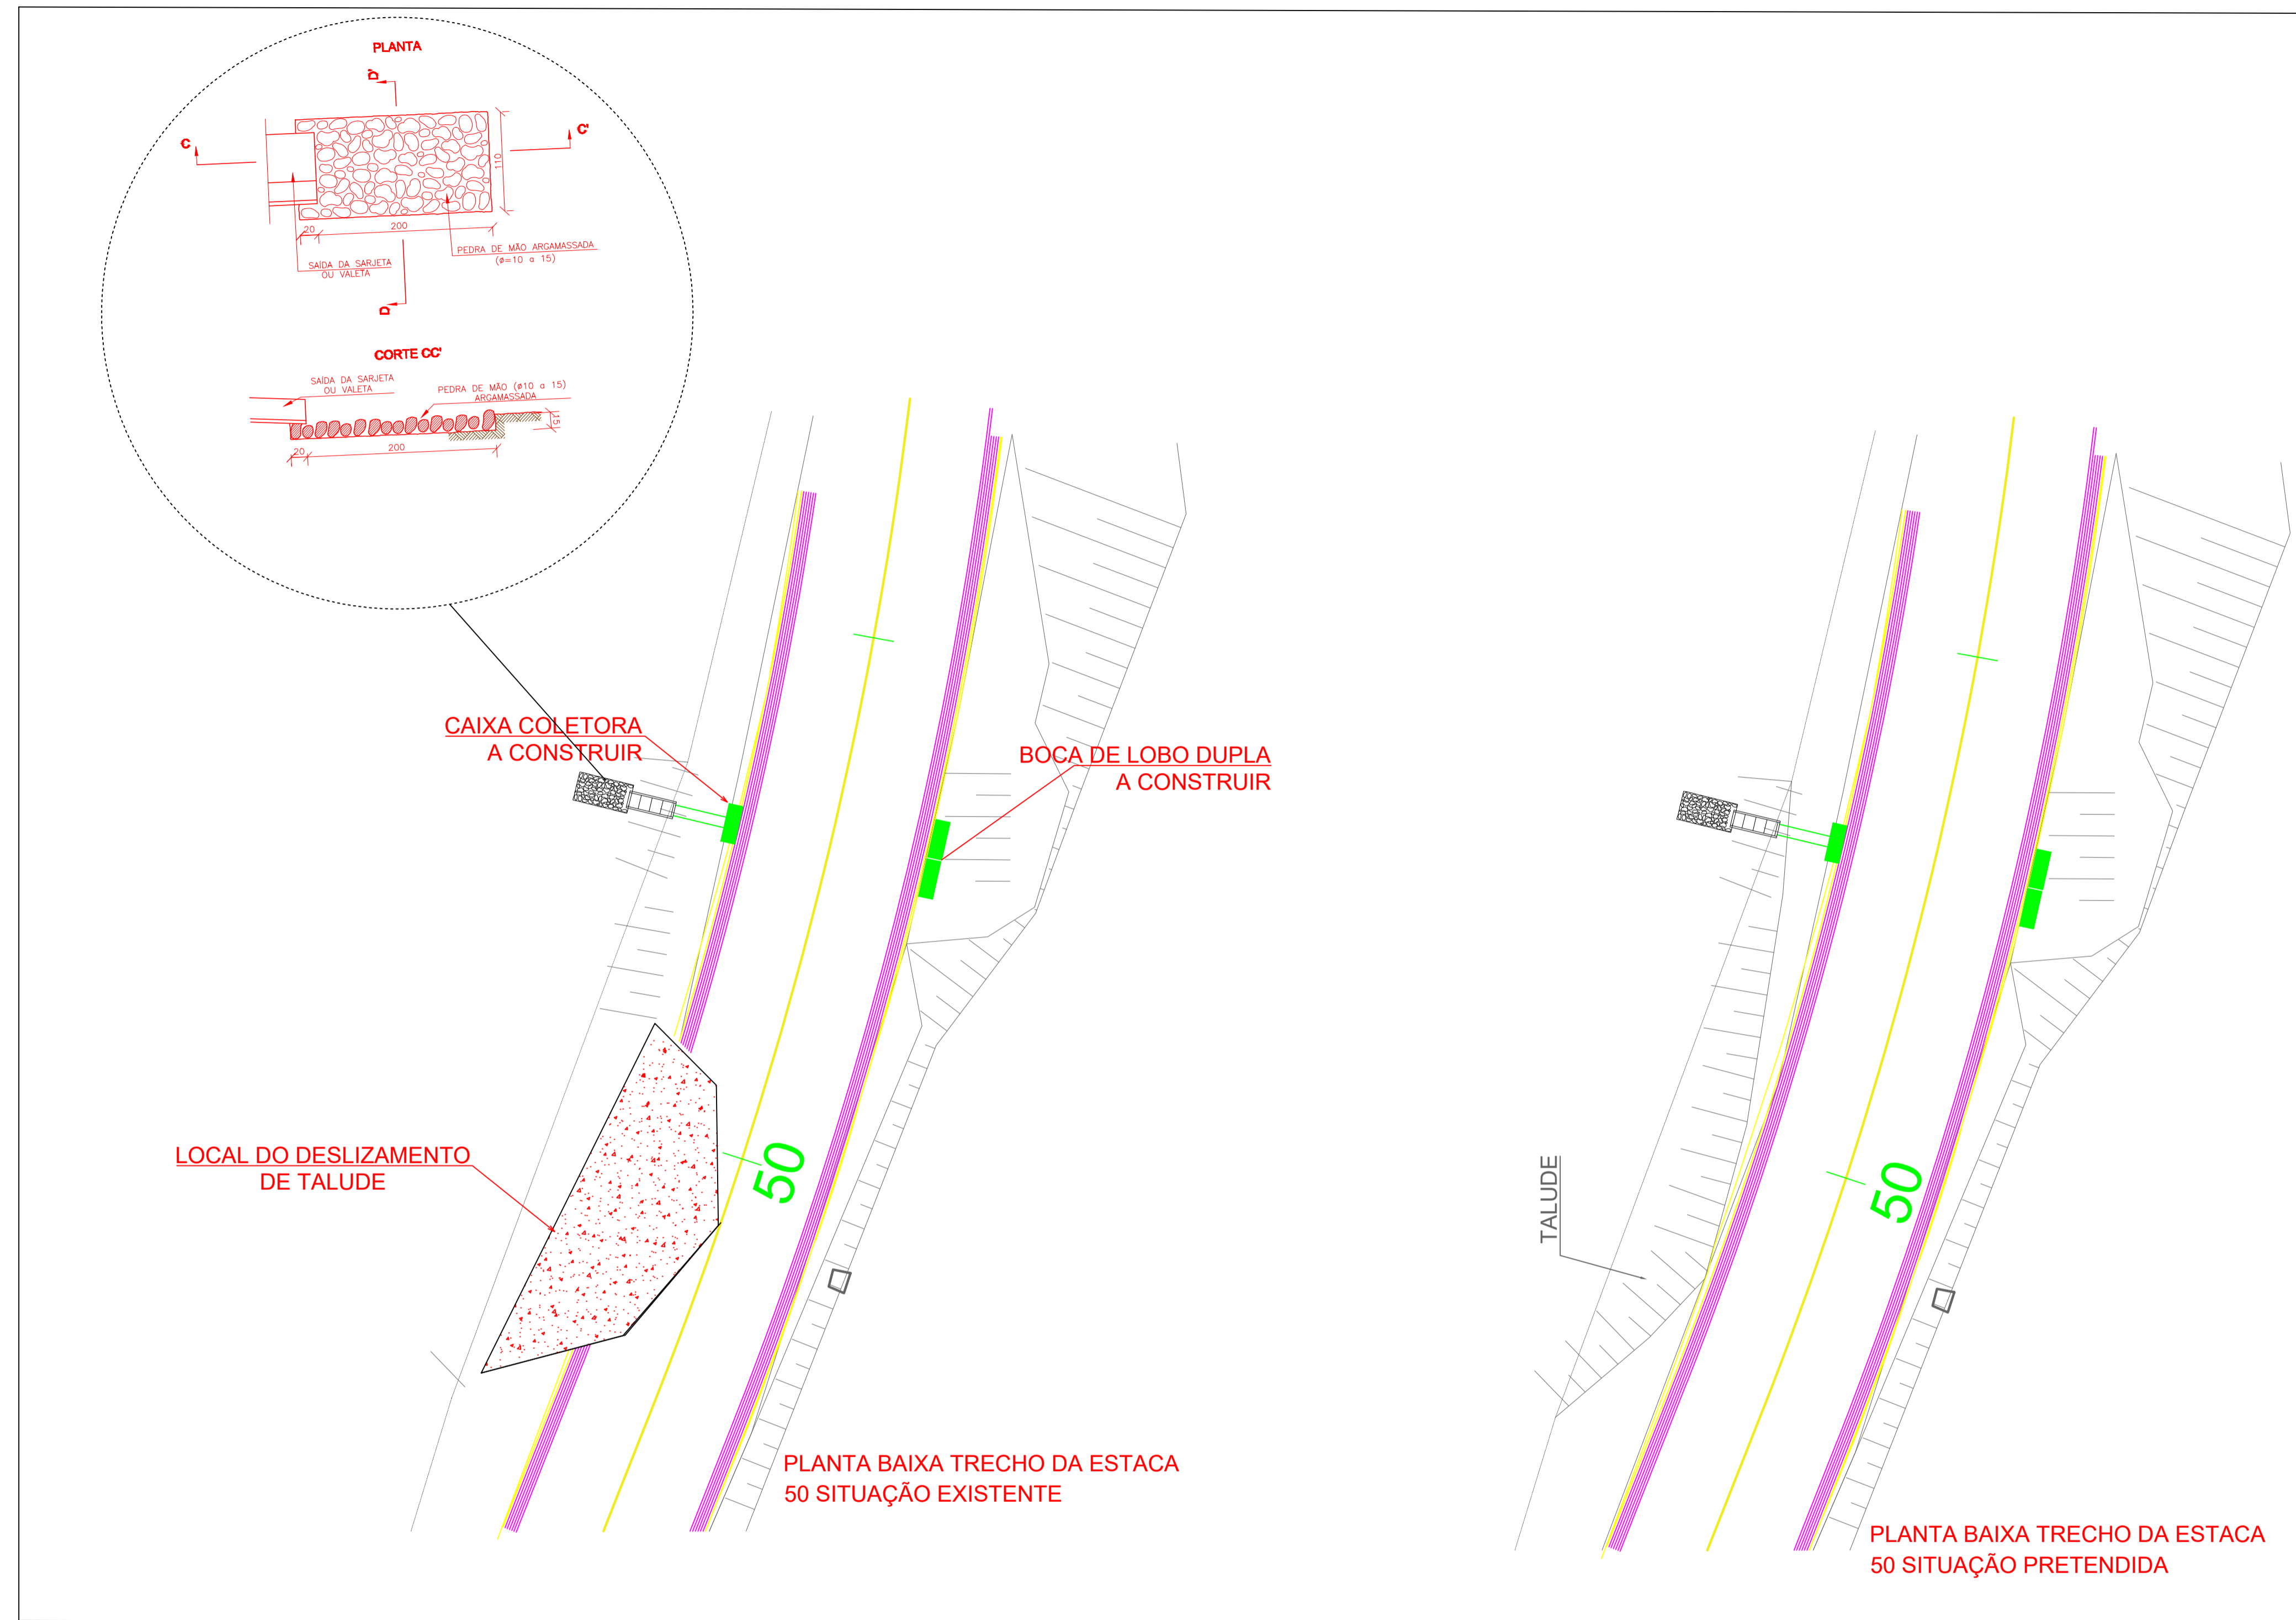 PLANTA
D'
C
C'
110
20
200
PEDRA DE MÃO ARGAMASSADA
(ø=10 a 15)
SAÍDA DA SARJETA
OU VALETA
D
CORTE CC'
SAÍDA DA SARJETA
OU VALETA
PEDRA DE MÃO (ø10 a 15)
ARGAMASSADA
15
20
200
CAIXA COLETORA
A CONSTRUIR
BOCA DE LOBO DUPLA
A CONSTRUIR
LOCAL DO DESLIZAMENTO
DE TALUDE
50
PLANTA BAIXA TRECHO DA ESTACA
50 SITUAÇÃO EXISTENTE
TALUDE
50
PLANTA BAIXA TRECHO DA ESTACA
50 SITUAÇÃO PRETENDIDA